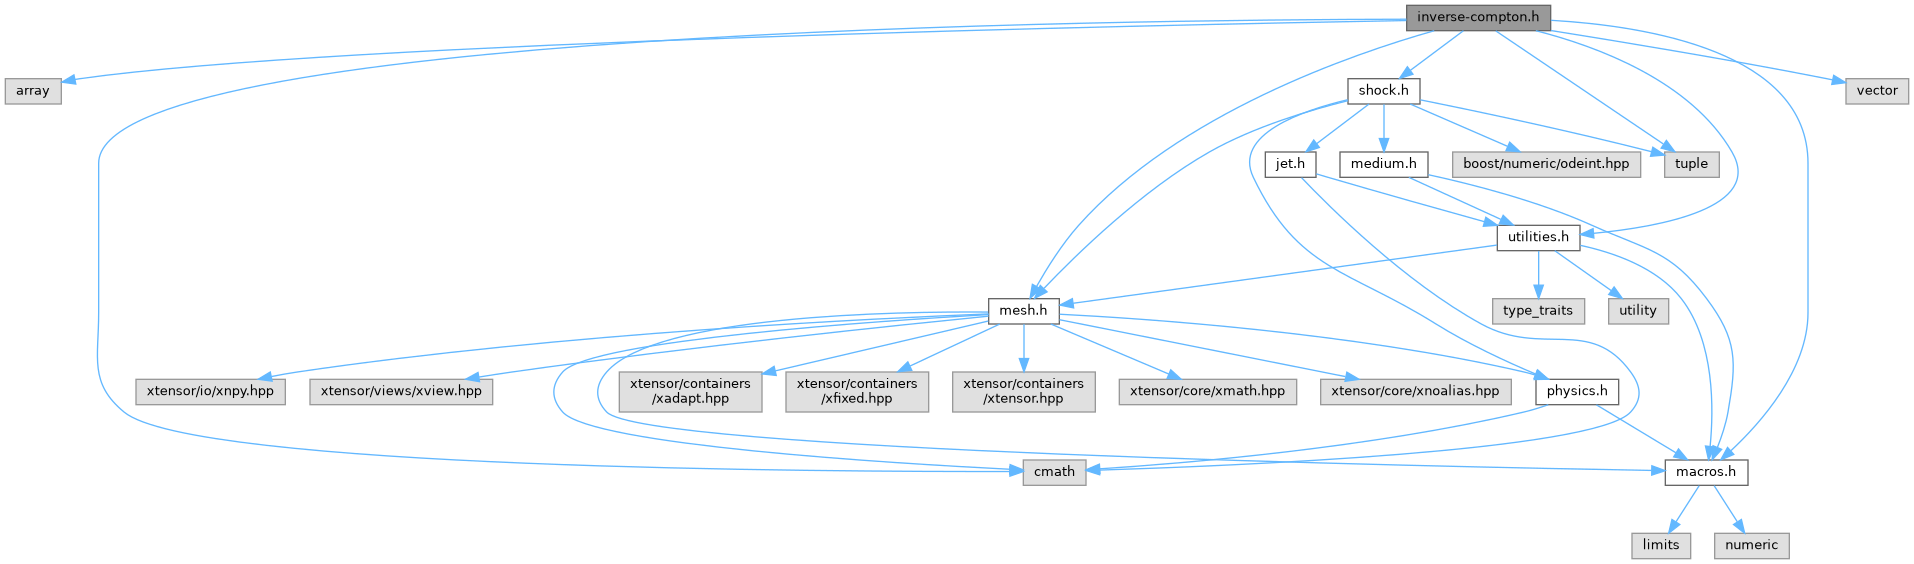 inverse-compton.h
array
shock.h
vector
jet.h
medium.h
boost/numeric/odeint.hpp
tuple
utilities.h
mesh.h
type_traits
utility
xtensor/io/xnpy.hpp
xtensor/views/xview.hpp
xtensor/containers
/xadapt.hpp
xtensor/containers
/xfixed.hpp
xtensor/containers
/xtensor.hpp
xtensor/core/xmath.hpp
xtensor/core/xnoalias.hpp
physics.h
cmath
macros.h
limits
numeric